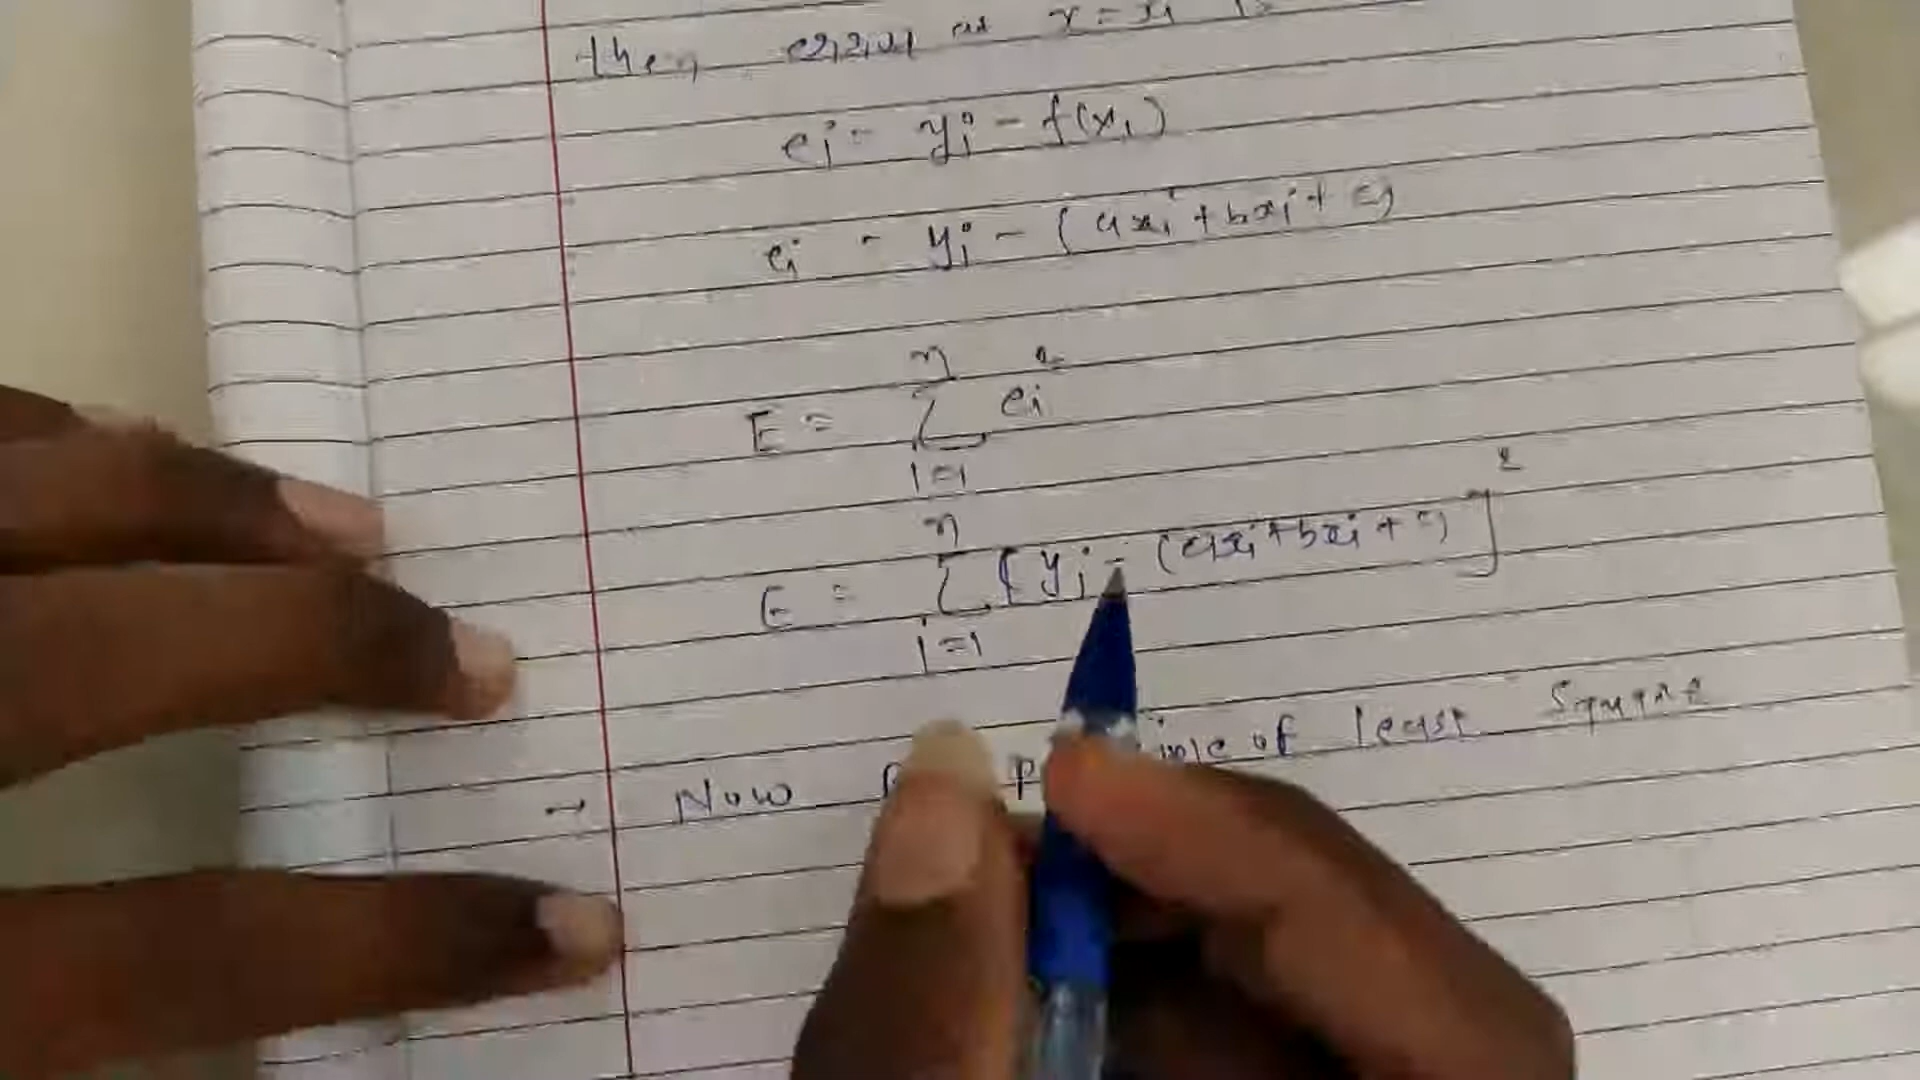 then error at x = xi is
ei = yi - f(xi)
ei = yi - (axi² + bxi + c)
n
E = Σ ei²
i=1
n
E = Σ [yi - (axi² + bxi + c)]²
i=1
→ Now of least square